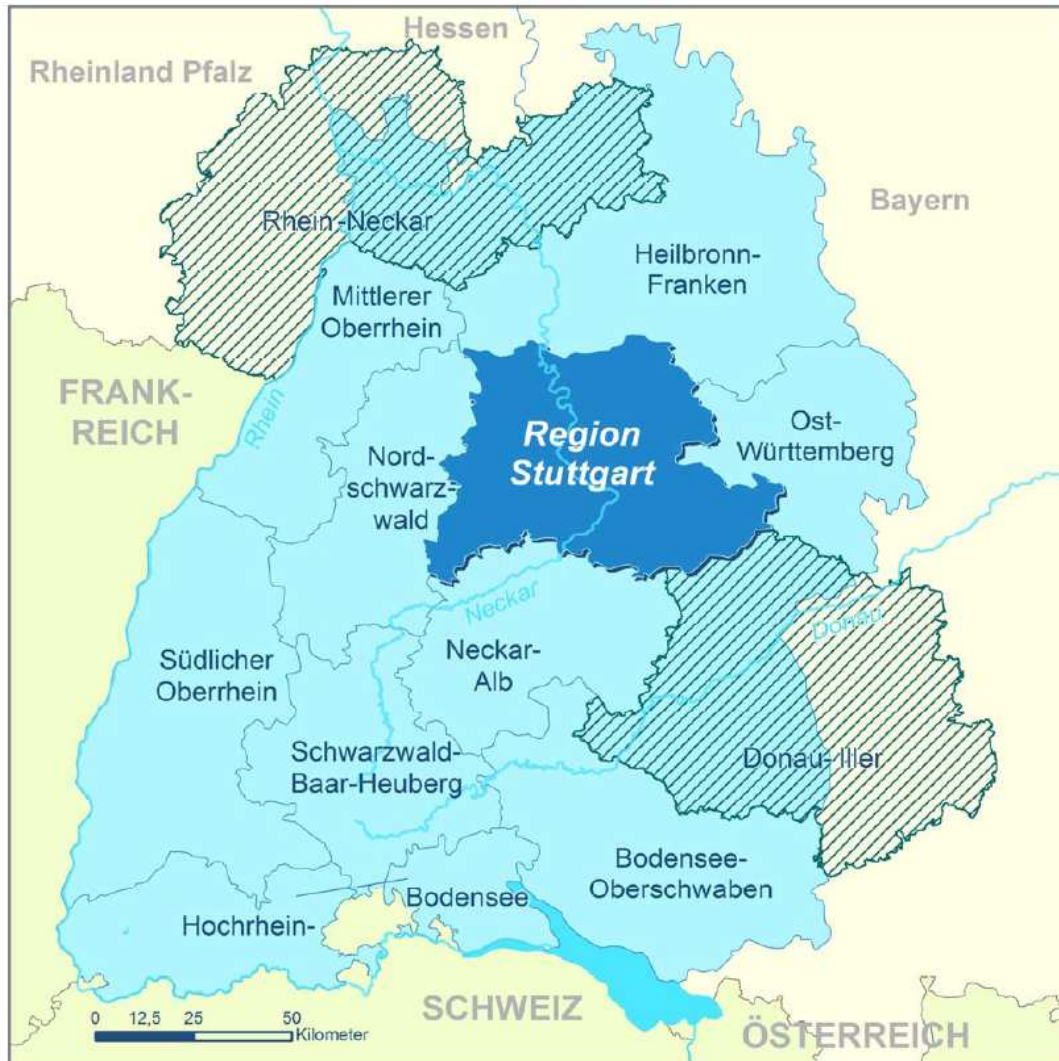 Hessen
Rheinland Pfalz
Bayern
Rhein-Neckar
Heilbronn-
Franken
Mittlerer
Oberrhein
FRANK-
REICH
Rhein
Region
Stuttgart
Ost-
Württemberg
Nord-
schwarz-
wald
Neckar
Donau
Südlicher
Oberrhein
Neckar-
Alb
Schwarzwald-
Baar-Heuberg
Donau-Iller
Bodensee-
Oberschwaben
Hochrhein-
Bodensee
SCHWEIZ
ÖSTERREICH
0 12,5 25 50
Kilometer